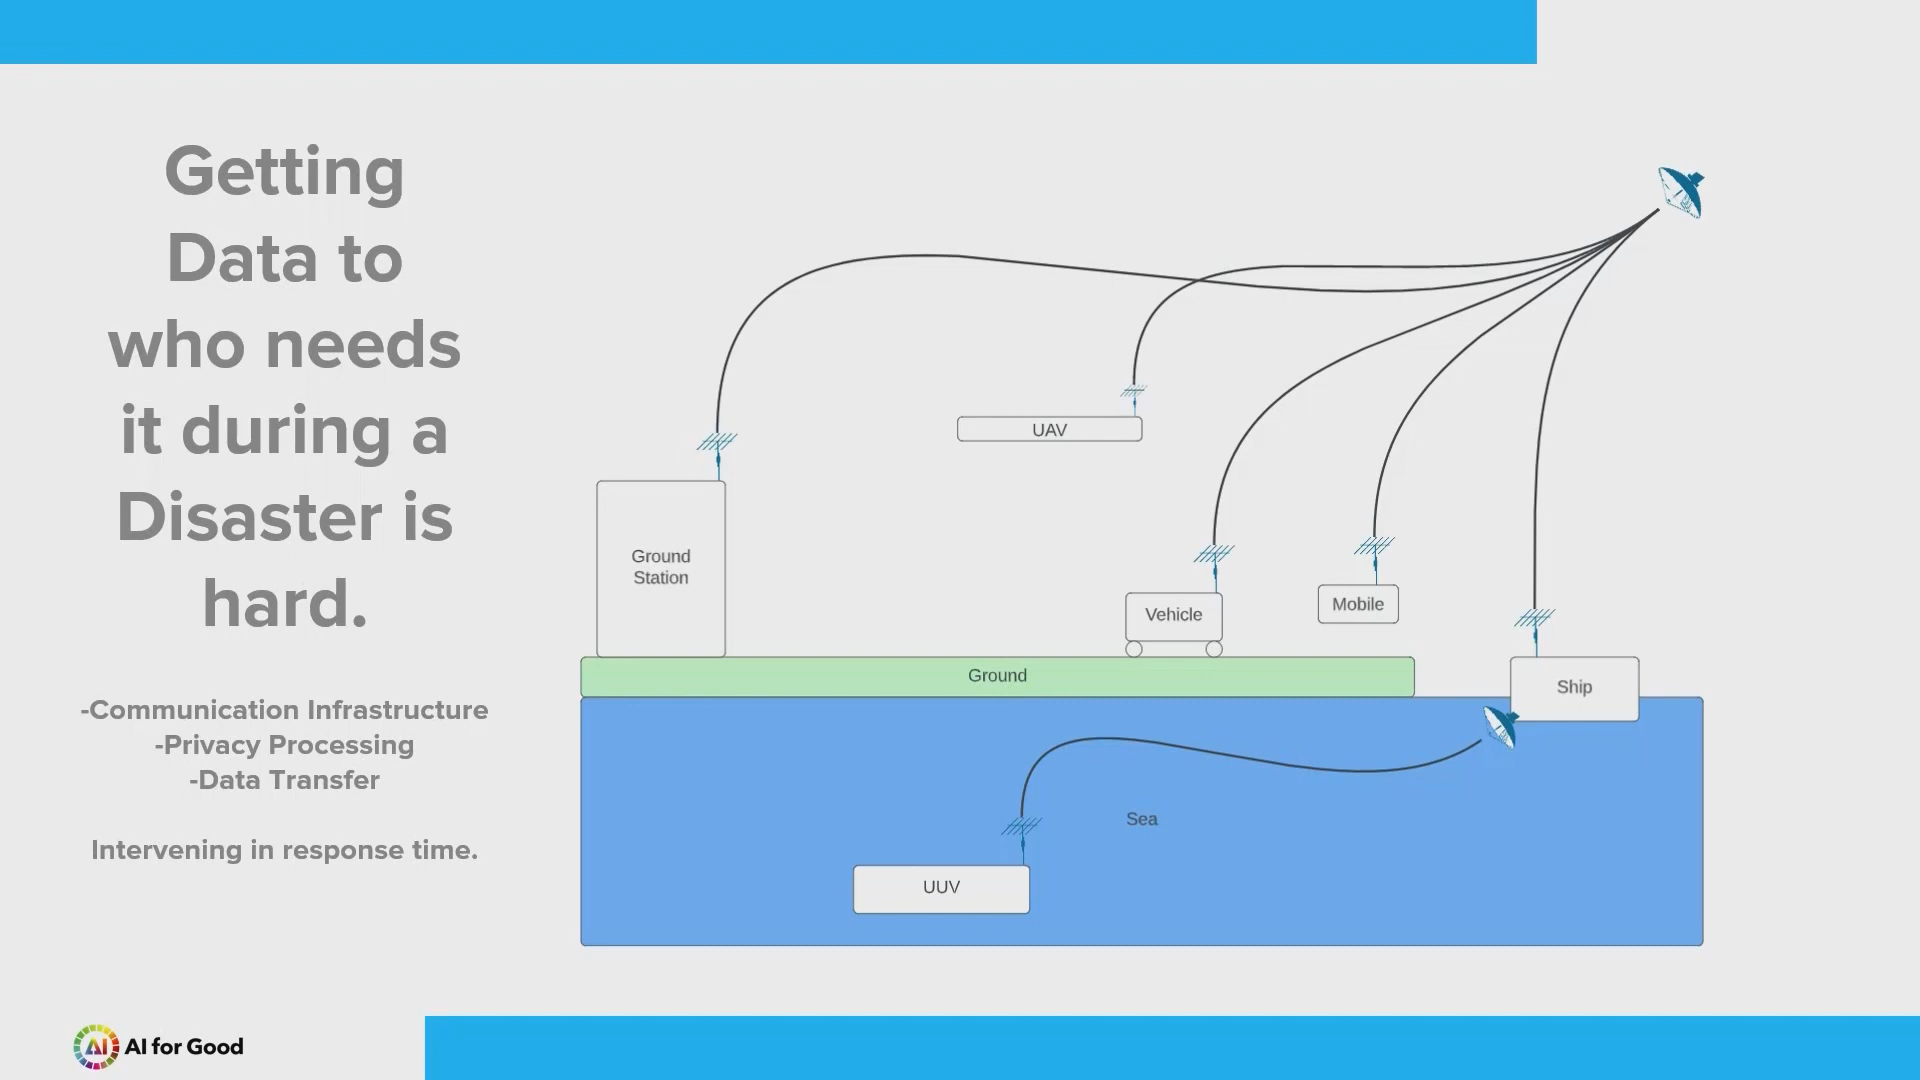 Getting
Data to
who needs
it during a
Disaster is
hard.
-Communication Infrastructure
-Privacy Processing
-Data Transfer
Intervening in response time.
UAV
Ground
Station
Vehicle
Mobile
Ground
Ship
Sea
UUV
AI AI for Good